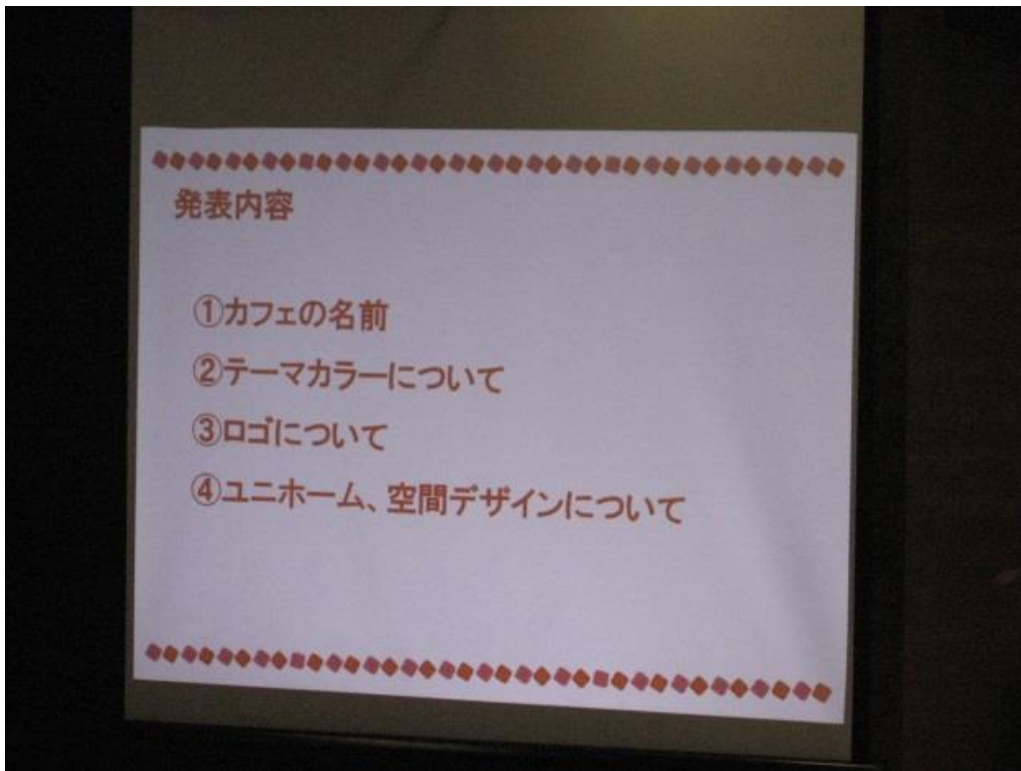 発表内容
①カフェの名前
②テーマカラーについて
③ロゴについて
④ユニホーム、空間デザインについて